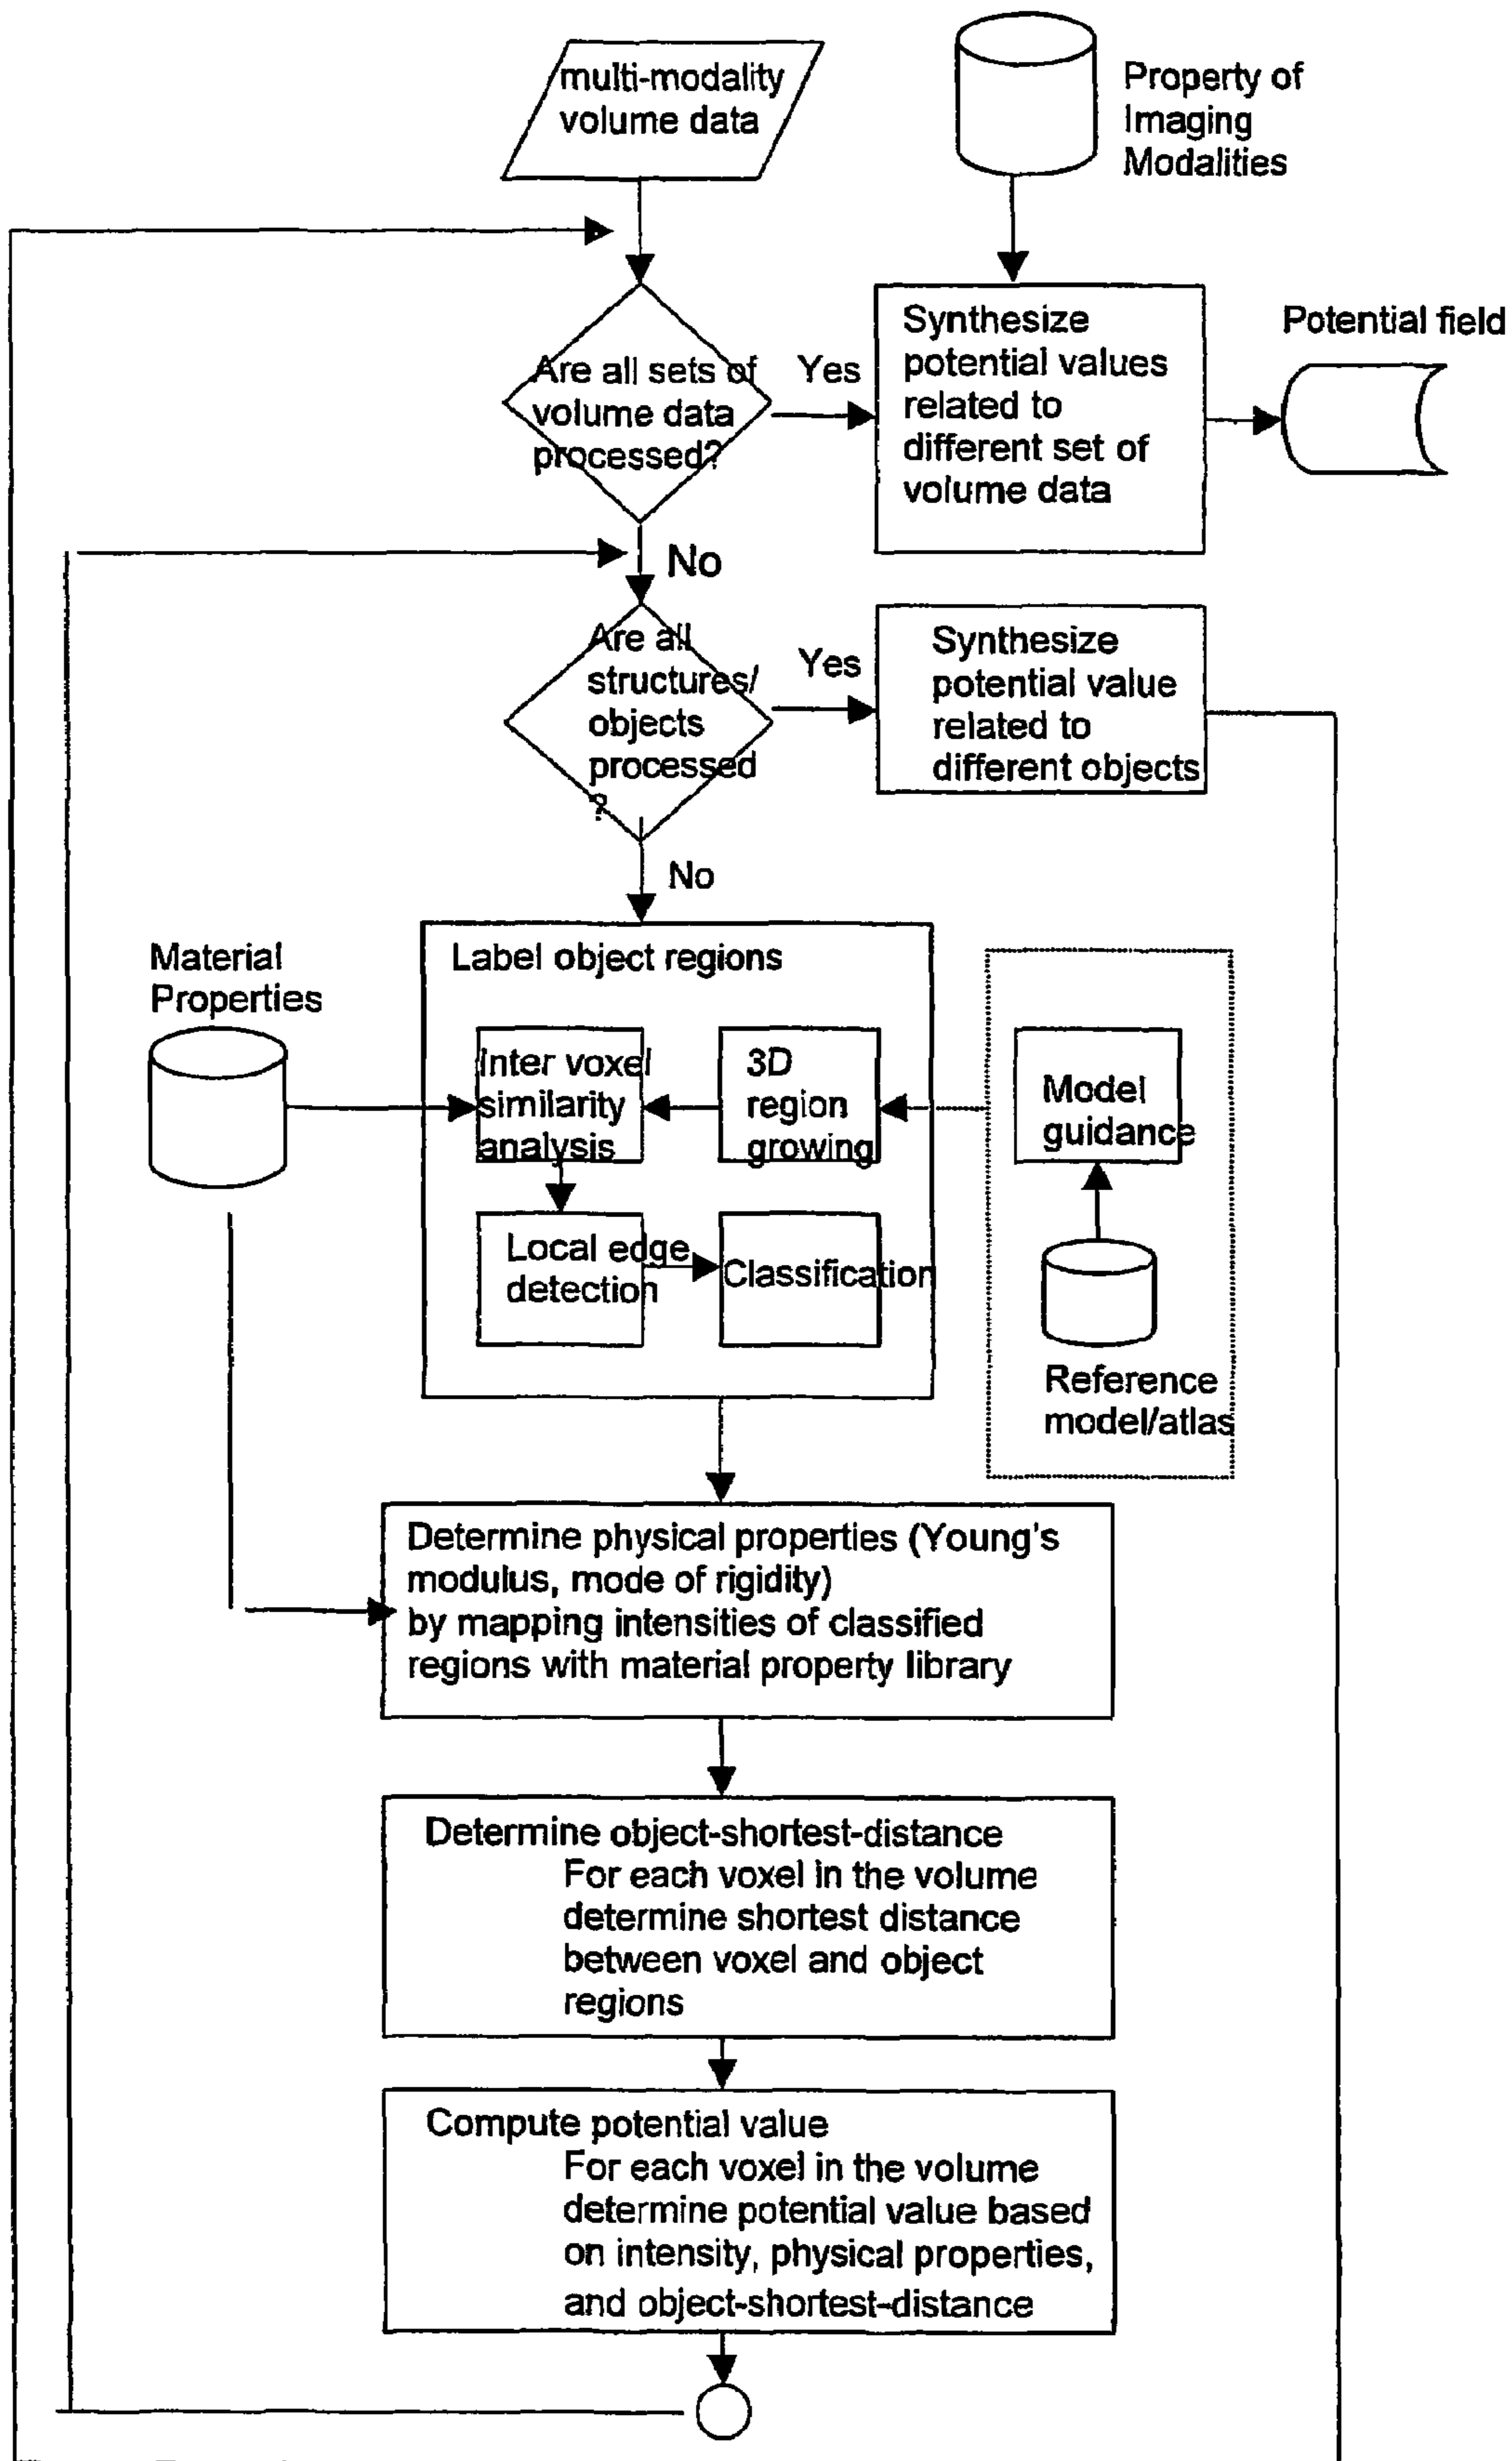 multi-modality
volume data
Property of
Imaging
Modalities
Are all sets of
volume data
processed?
Yes
Synthesize
potential values
related to
different set of
volume data
Potential field
No
Are all
structures/
objects
processed
?
Yes
Synthesize
potential value
related to
different objects
No
Material
Properties
Label object regions
Inter voxel
similarity
analysis
3D
region
growing
Model
guidance
Local edge
detection
Classification
Reference
model/atlas
Determine physical properties (Young's
modulus, mode of rigidity)
by mapping intensities of classified
regions with material property library
Determine object-shortest-distance
For each voxel in the volume
determine shortest distance
between voxel and object
regions
Compute potential value
For each voxel in the volume
determine potential value based
on intensity, physical properties,
and object-shortest-distance